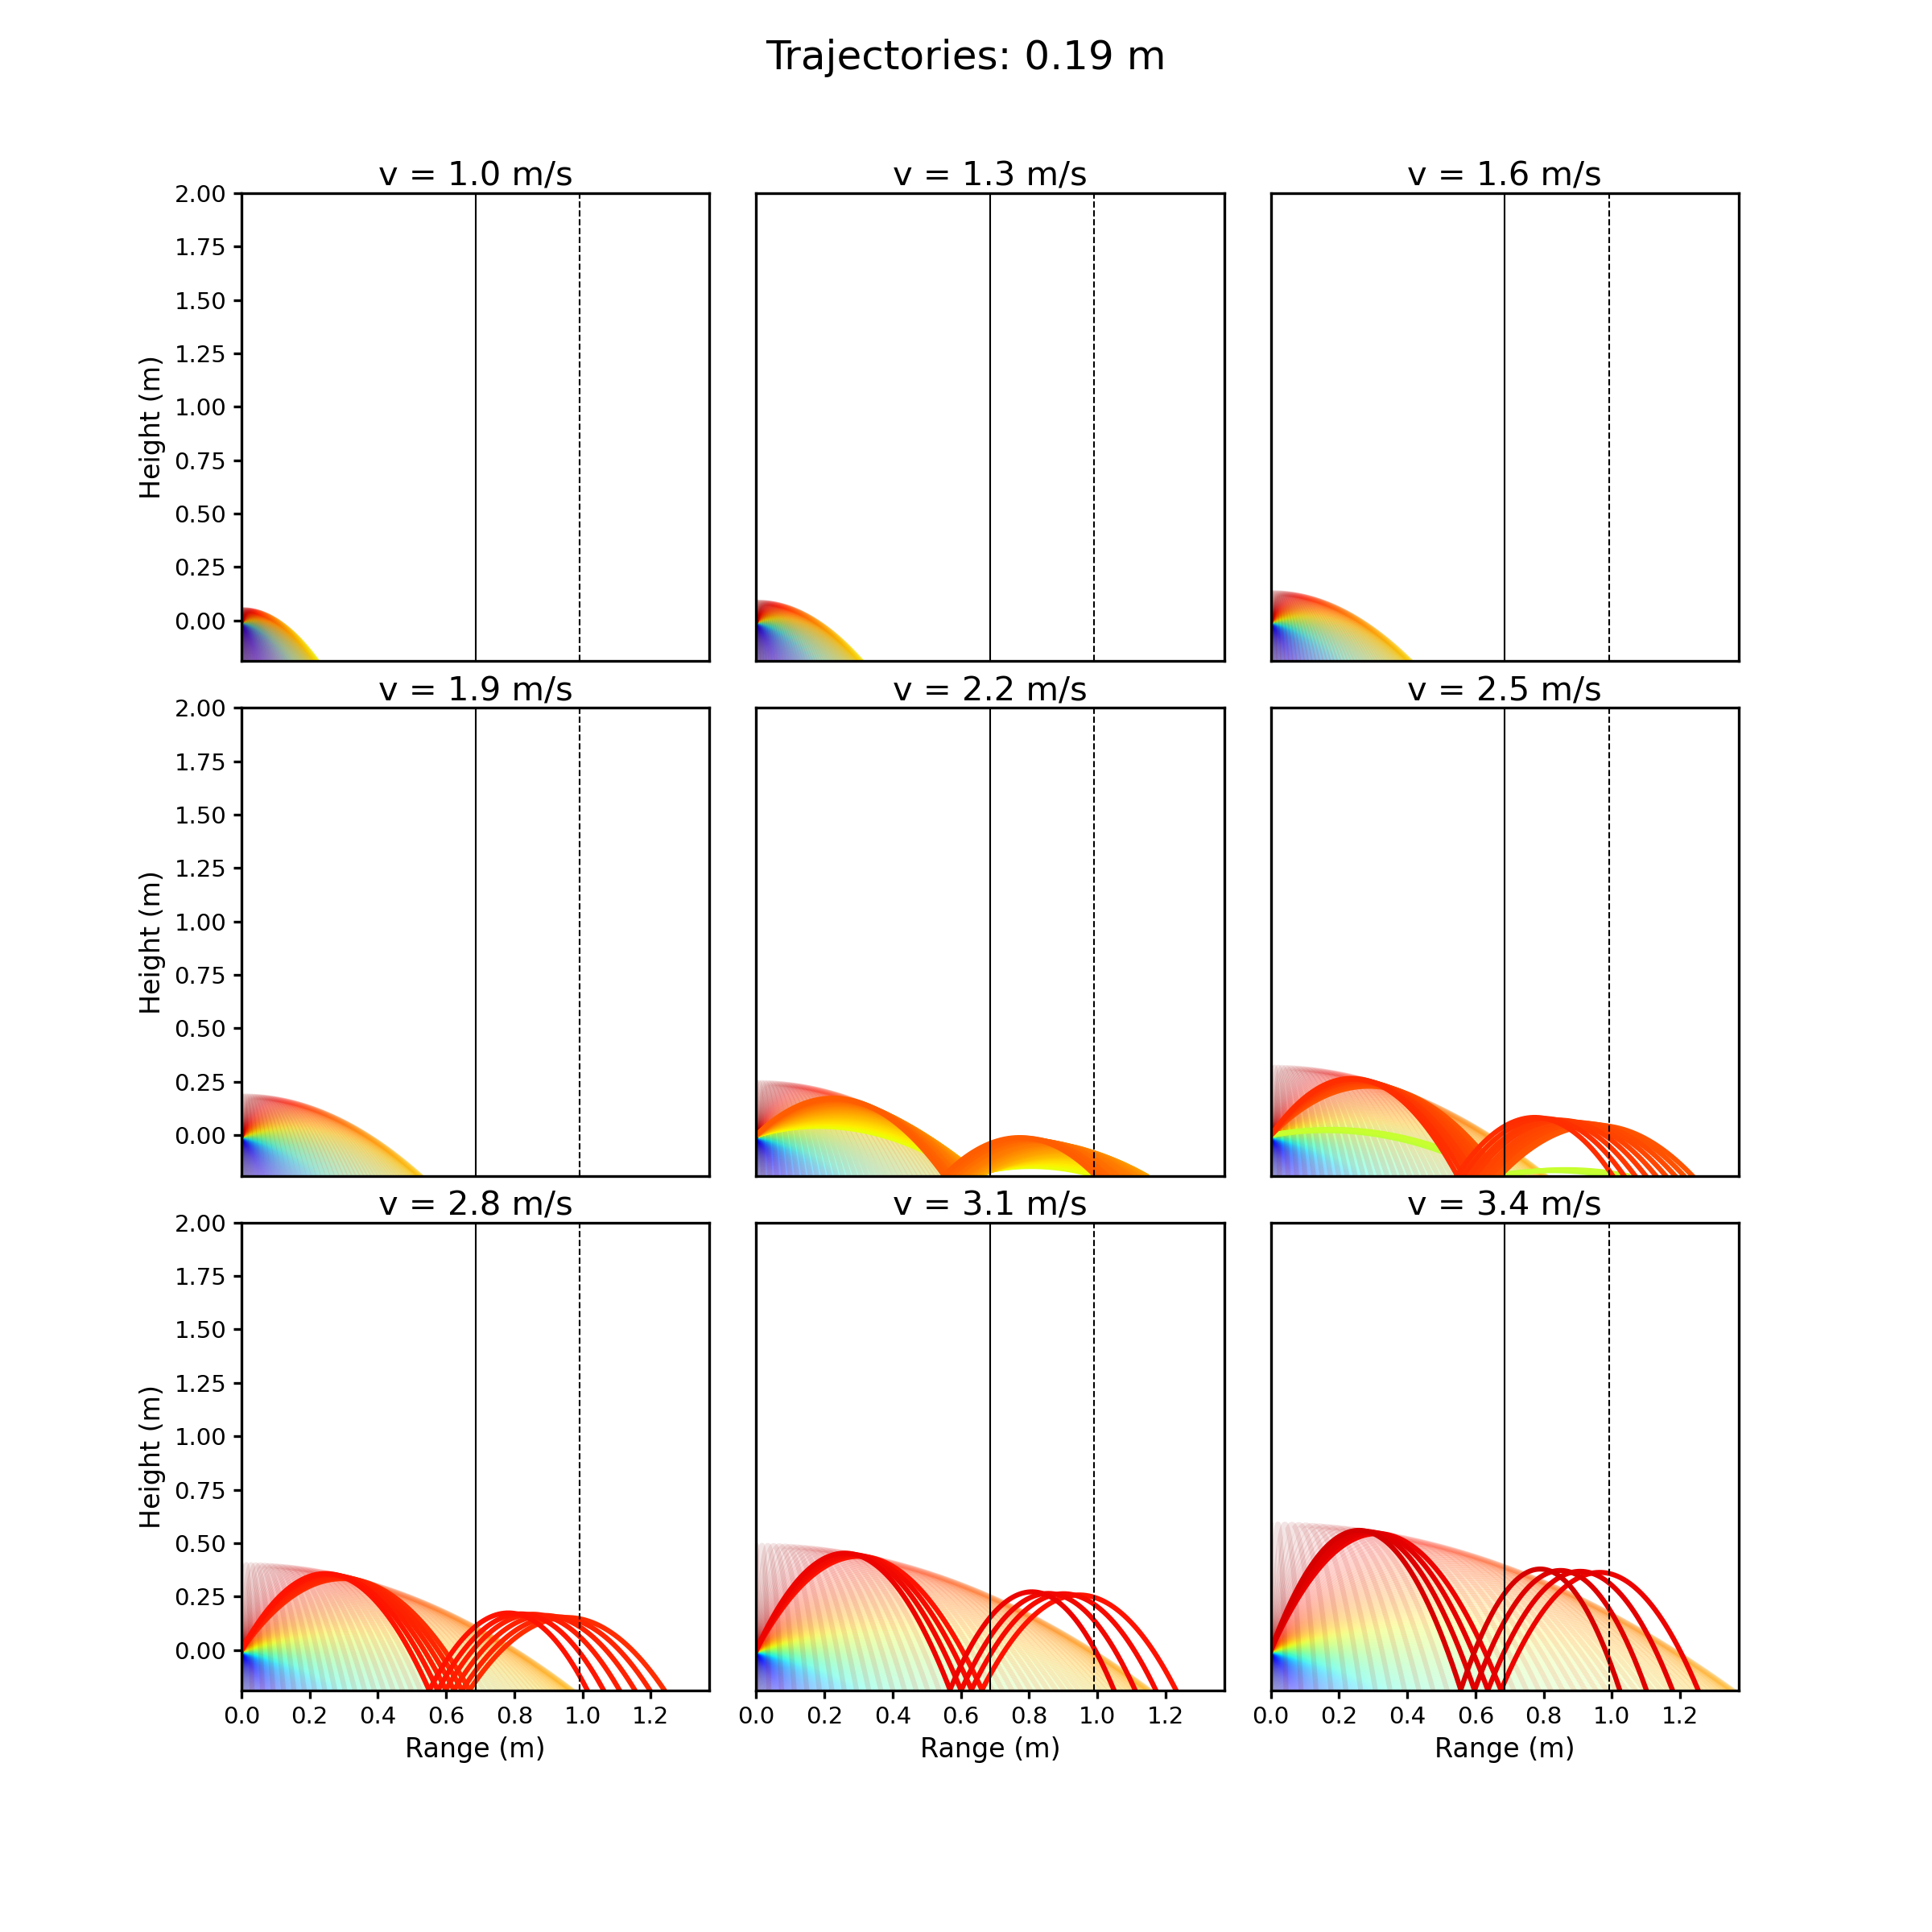 Trajectories: 0.19 m
v = 1.0 m/s
v = 1.3 m/s
v = 1.6 m/s
2.00
1.75
1.50
1.25
1.00
0.75
0.50
0.25
0.00
Height (m)
v = 1.9 m/s
v = 2.2 m/s
v = 2.5 m/s
2.00
1.75
1.50
1.25
1.00
0.75
0.50
0.25
0.00
Height (m)
v = 2.8 m/s
v = 3.1 m/s
v = 3.4 m/s
2.00
1.75
1.50
1.25
1.00
0.75
0.50
0.25
0.00
Height (m)
0.0 0.2 0.4 0.6 0.8 1.0 1.2
0.0 0.2 0.4 0.6 0.8 1.0 1.2
0.0 0.2 0.4 0.6 0.8 1.0 1.2
Range (m)
Range (m)
Range (m)